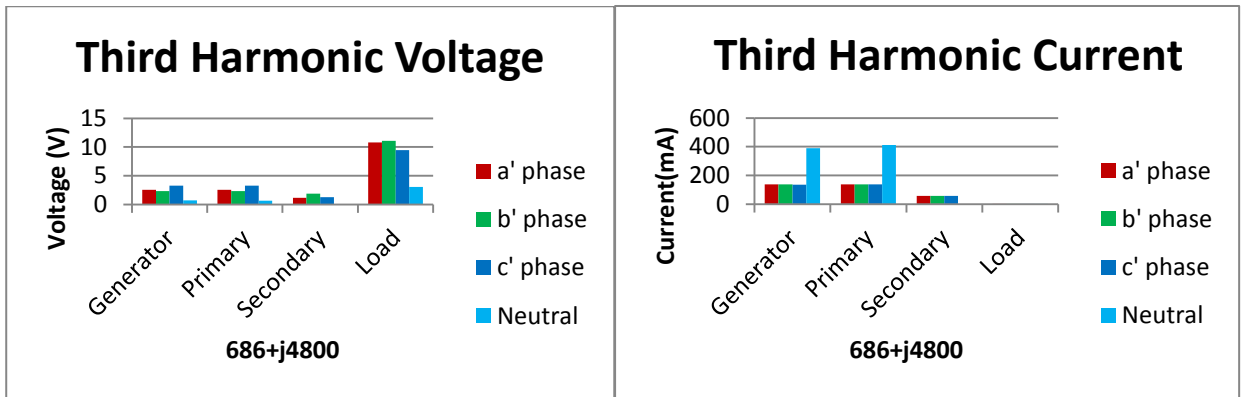 Third Harmonic Voltage
Voltage (V)
15
10
5
0
Generator
Primary
Secondary
Load
686+j4800
a' phase
b' phase
c' phase
Neutral
Third Harmonic Current
Current(mA)
600
400
200
0
Generator
Primary
Secondary
Load
686+j4800
a' phase
b' phase
c' phase
Neutral